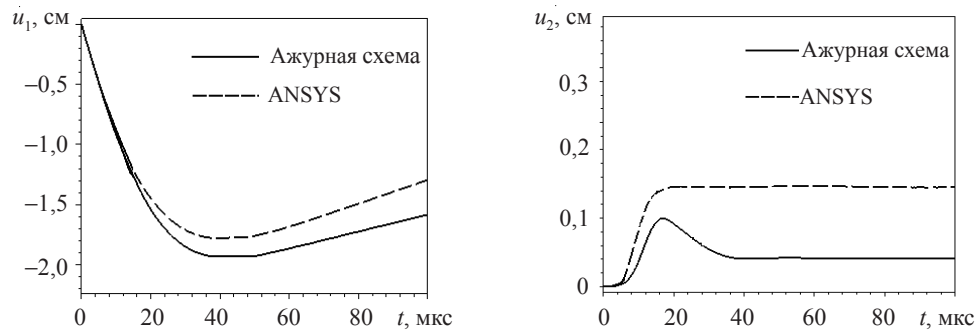 u1, см
0
–0,5
–1,0
–1,5
–2,0
0 20 40 60 80 t, мкс
Ажурная схема
ANSYS
u2, см
0,3
0,2
0,1
0
0 20 40 60 80 t, мкс
Ажурная схема
ANSYS